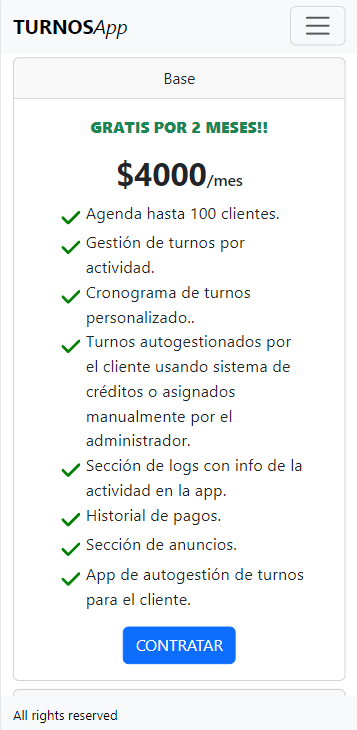 TURNOSApp
Base
GRATIS POR 2 MESES!!
$4000/mes
Agenda hasta 100 clientes.
Gestión de turnos por
actividad.
Cronograma de turnos
personalizado..
Turnos autogestionados por
el cliente usando sistema de
créditos o asignados
manualmente por el
administrador.
Sección de logs con info de la
actividad en la app.
Historial de pagos.
Sección de anuncios.
App de autogestión de turnos
para el cliente.
CONTRATAR
All rights reserved